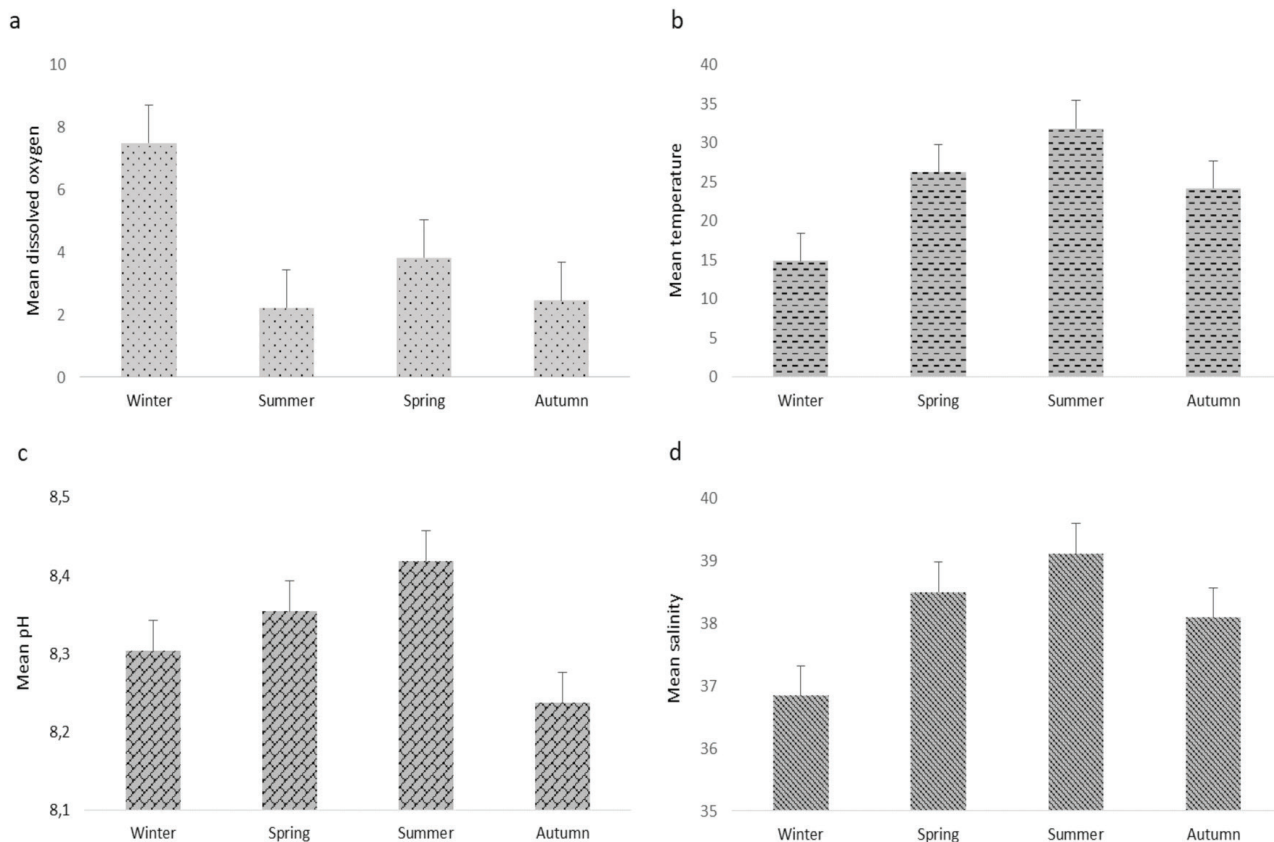 a
Mean dissolved oxygen
10
8
6
4
2
0
Winter Summer Spring Autumn
b
Mean temperature
40
35
30
25
20
15
10
5
0
Winter Spring Summer Autumn
c
Mean pH
8,5
8,4
8,3
8,2
8,1
Winter Spring Summer Autumn
d
Mean salinity
40
39
38
37
36
35
Winter Spring Summer Autumn